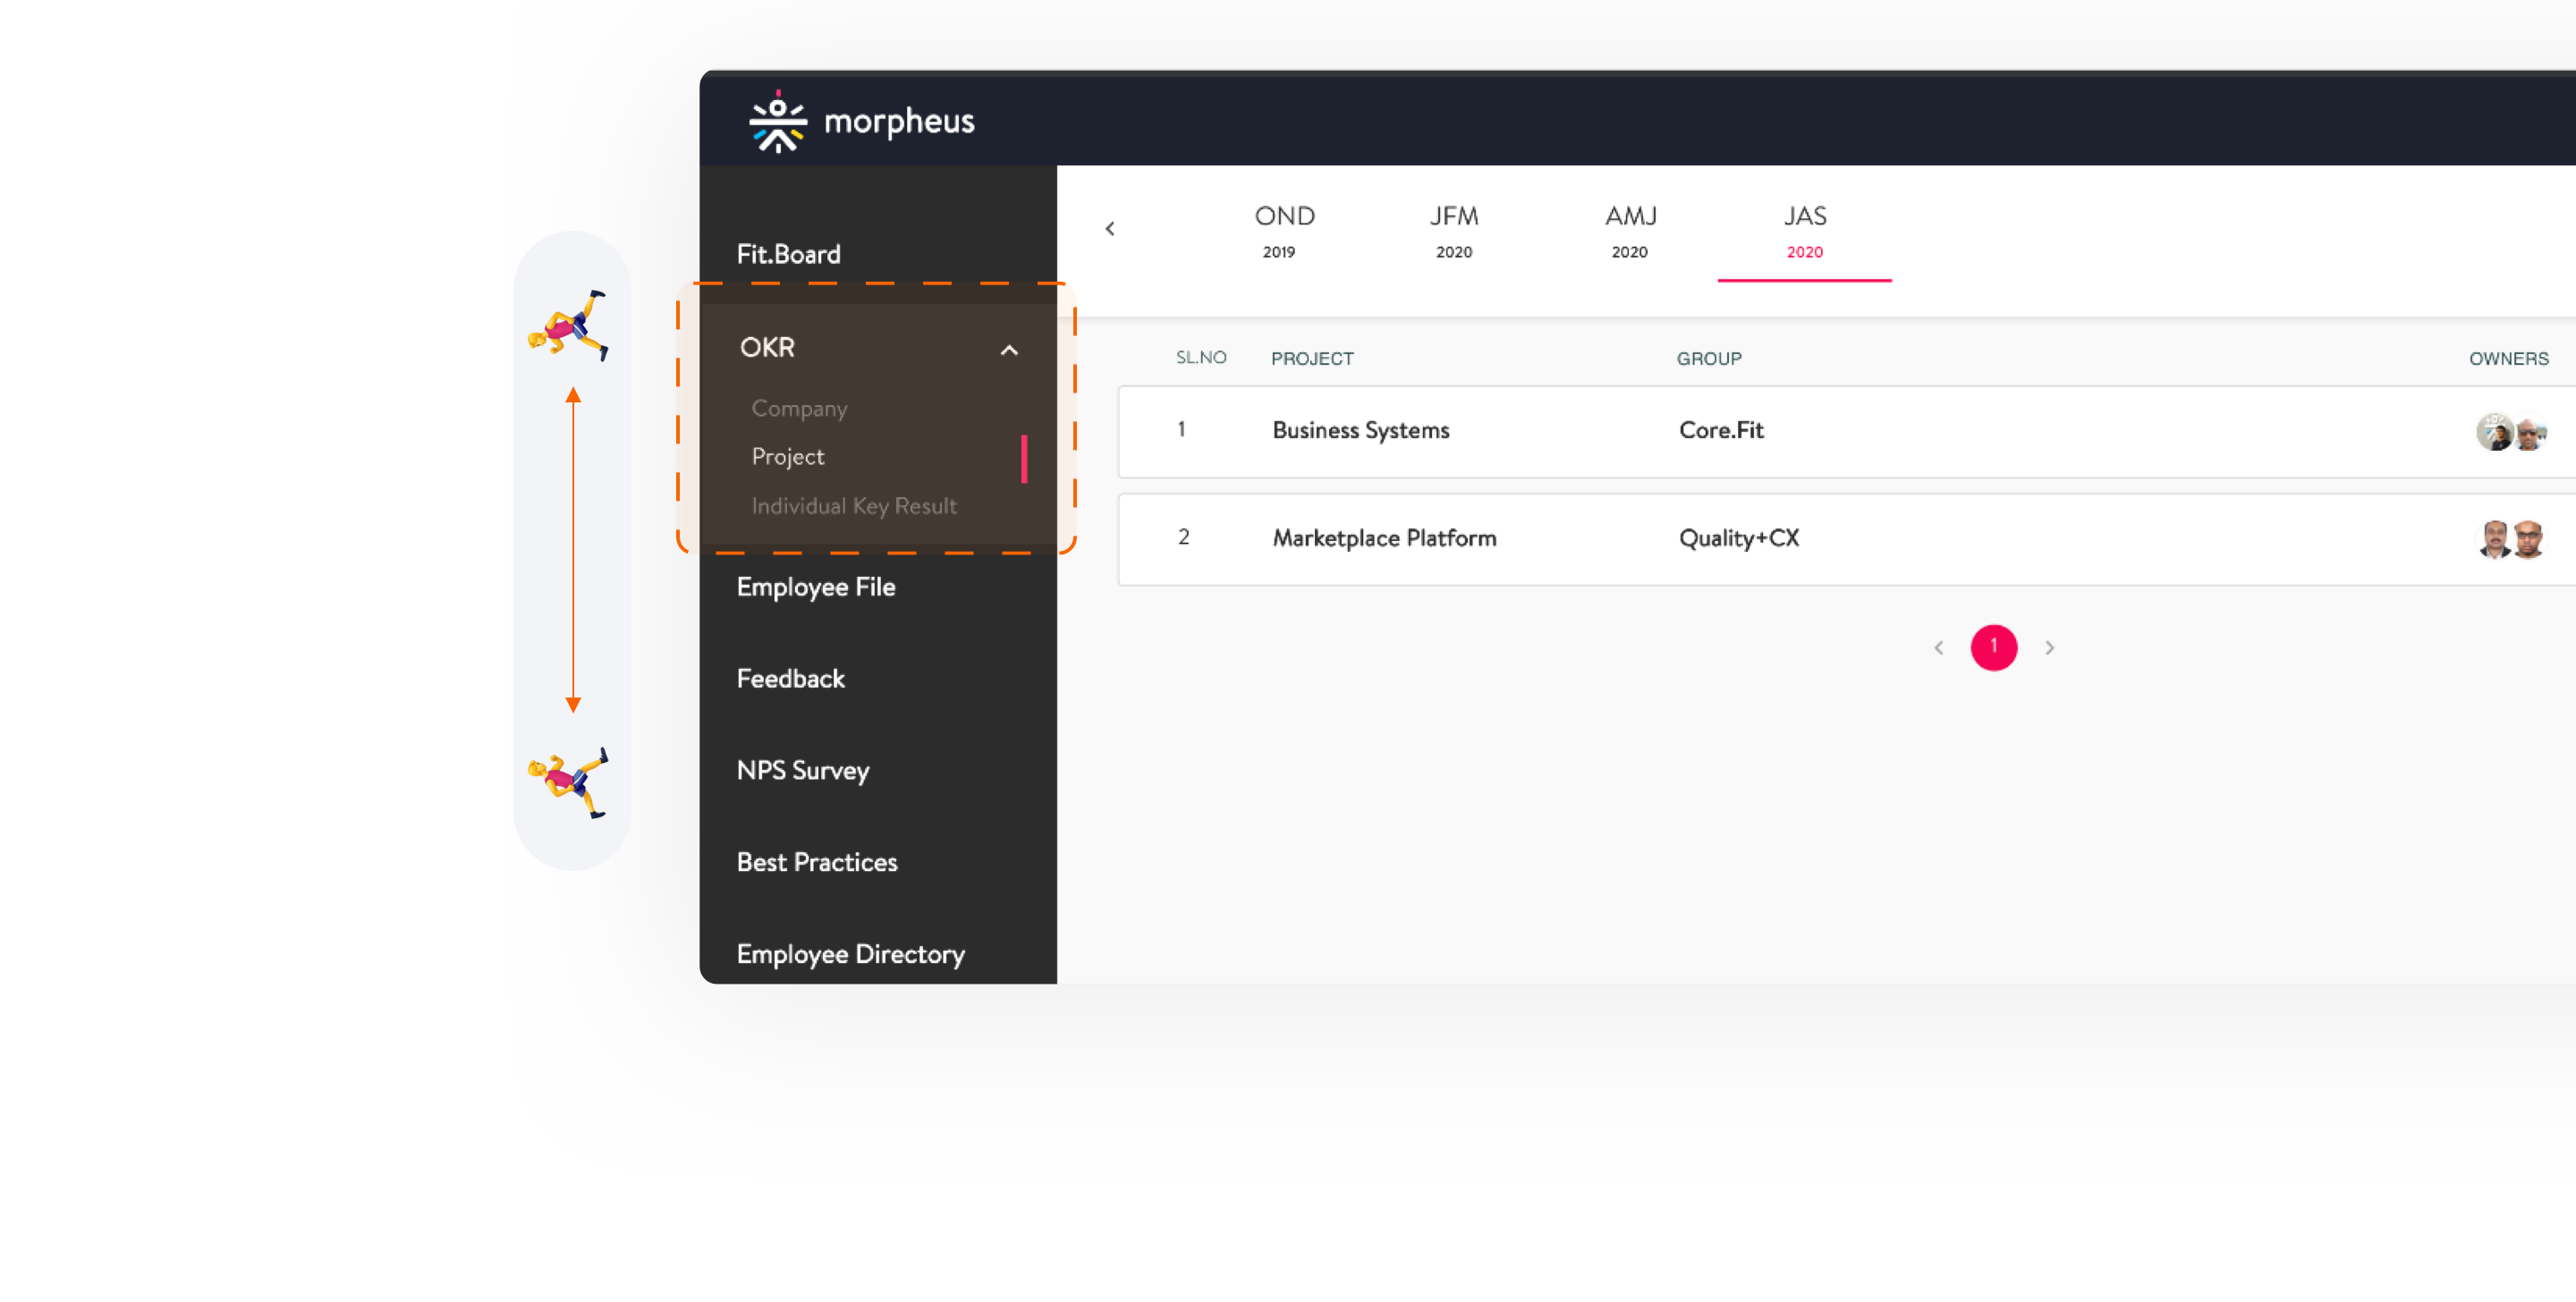 morpheus
Fit.Board
OKR
Company
Project
Individual Key Result
Employee File
Feedback
NPS Survey
Best Practices
Employee Directory
OND JFM AMJ JAS
2019 2020 2020 2020
SL.NO PROJECT GROUP OWNERS
1 Business Systems Core.Fit
2 Marketplace Platform Quality+CX
1